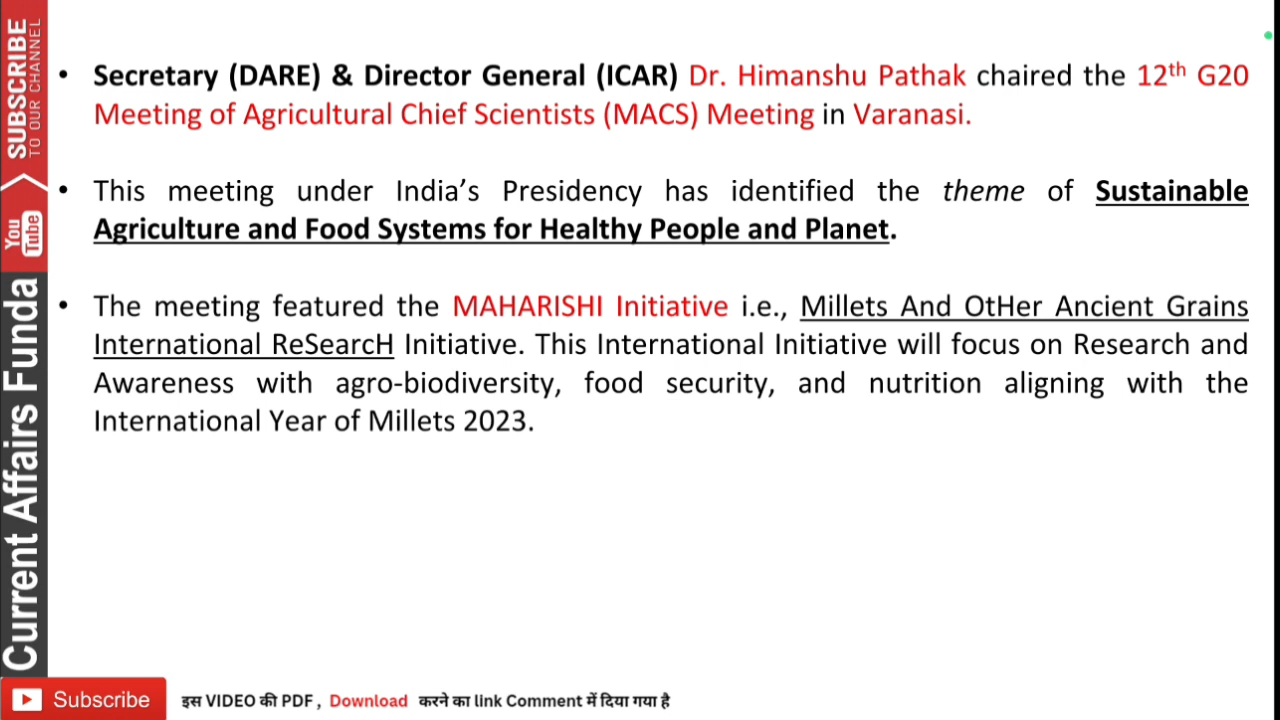 SUBSCRIBE
TO OUR CHANNEL
You
Tube
Current Affairs Funda
• Secretary (DARE) & Director General (ICAR) Dr. Himanshu Pathak chaired the 12th G20
Meeting of Agricultural Chief Scientists (MACS) Meeting in Varanasi.
• This meeting under India’s Presidency has identified the theme of Sustainable
Agriculture and Food Systems for Healthy People and Planet.
• The meeting featured the MAHARISHI Initiative i.e., Millets And OtHer Ancient Grains
International ReSearcH Initiative. This International Initiative will focus on Research and
Awareness with agro-biodiversity, food security, and nutrition aligning with the
International Year of Millets 2023.
Subscribe
इस VIDEO की PDF , Download करने का link Comment में दिया गया है